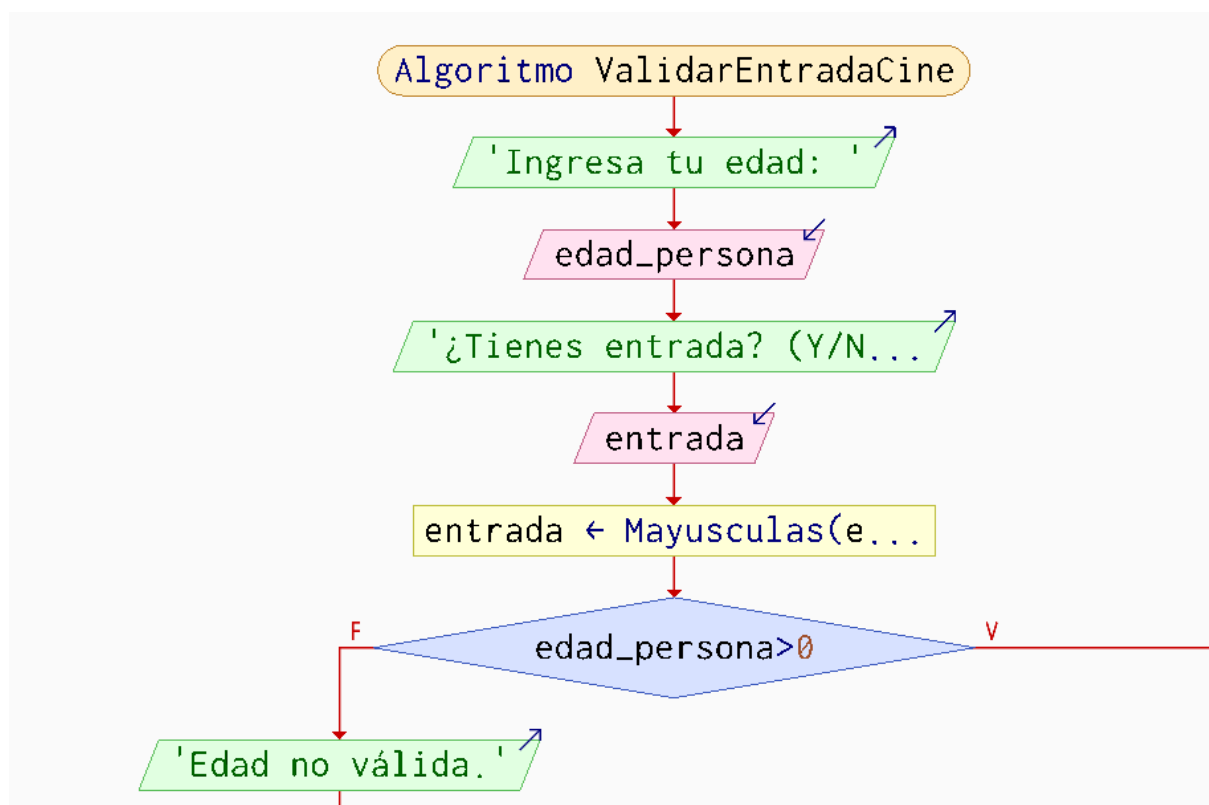 Algoritmo ValidarEntradaCine
'Ingresa tu edad: '
edad_persona
'¿Tienes entrada? (Y/N...
entrada
entrada ← Mayusculas(e...
F
edad_persona>0
V
'Edad no válida.'